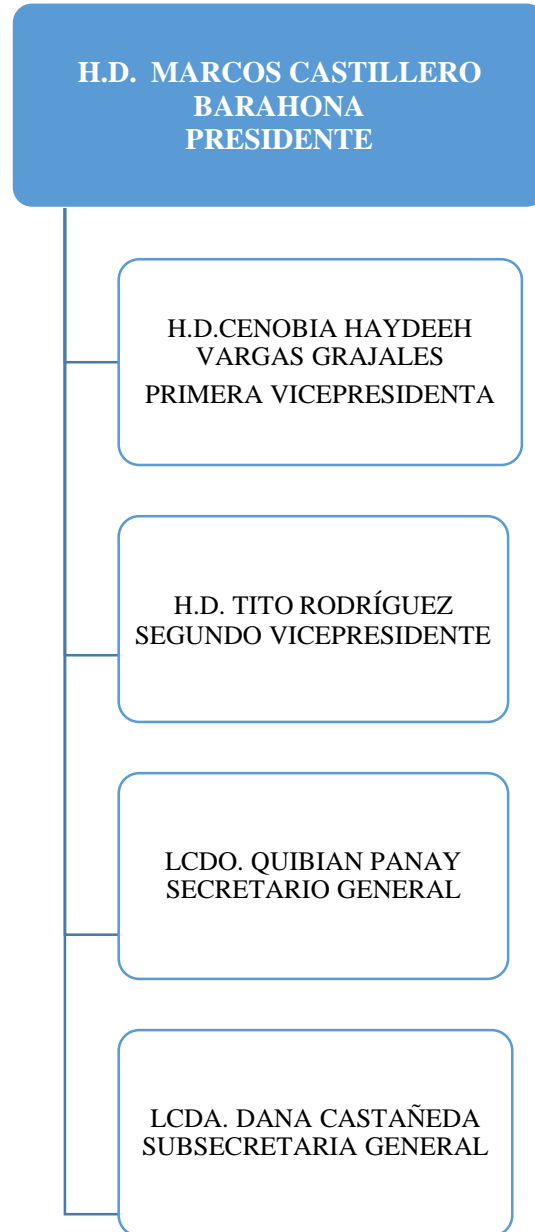 H.D. MARCOS CASTILLERO
BARAHONA
PRESIDENTE
H.D.CENOBIA HAYDEEH
VARGAS GRAJALES
PRIMERA VICEPRESIDENTA
H.D. TITO RODRÍGUEZ
SEGUNDO VICEPRESIDENTE
LCDO. QUIBIAN PANAY
SECRETARIO GENERAL
LCDA. DANA CASTAÑEDA
SUBSECRETARIA GENERAL